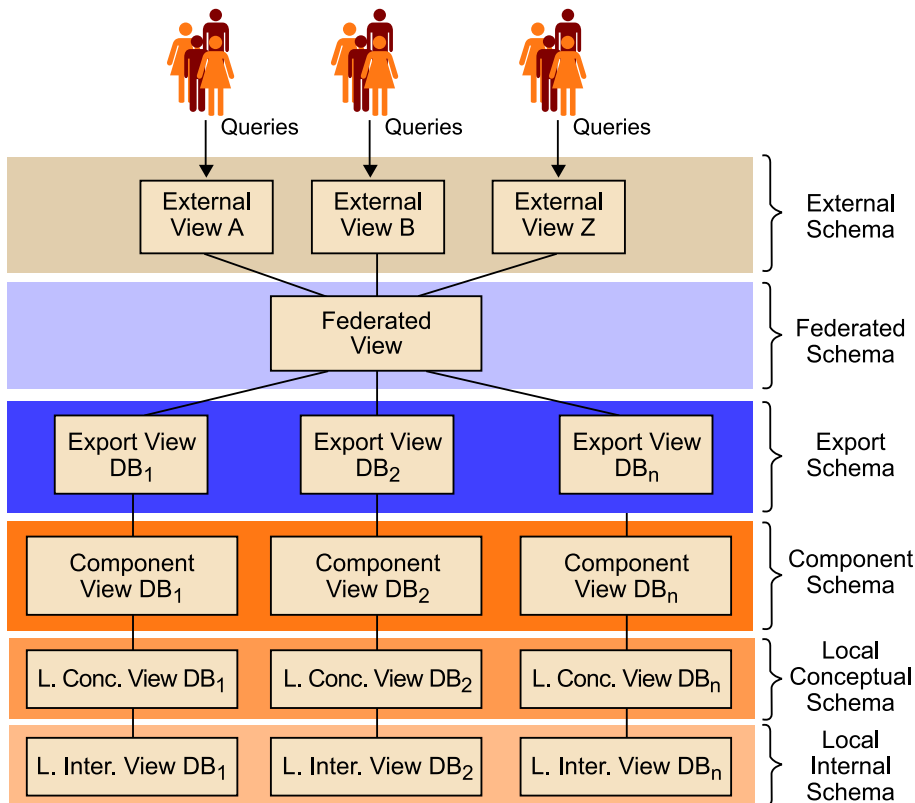 Queries
Queries
Queries
External
View A
External
View B
External
View Z
External
Schema
Federated
View
Federated
Schema
Export View
DB₁
Export View
DB₂
Export View
DBₙ
Export
Schema
Component
View DB₁
Component
View DB₂
Component
View DBₙ
Component
Schema
L. Conc. View DB₁
L. Conc. View DB₂
L. Conc. View DBₙ
Local
Conceptual
Schema
L. Inter. View DB₁
L. Inter. View DB₂
L. Inter. View DBₙ
Local
Internal
Schema